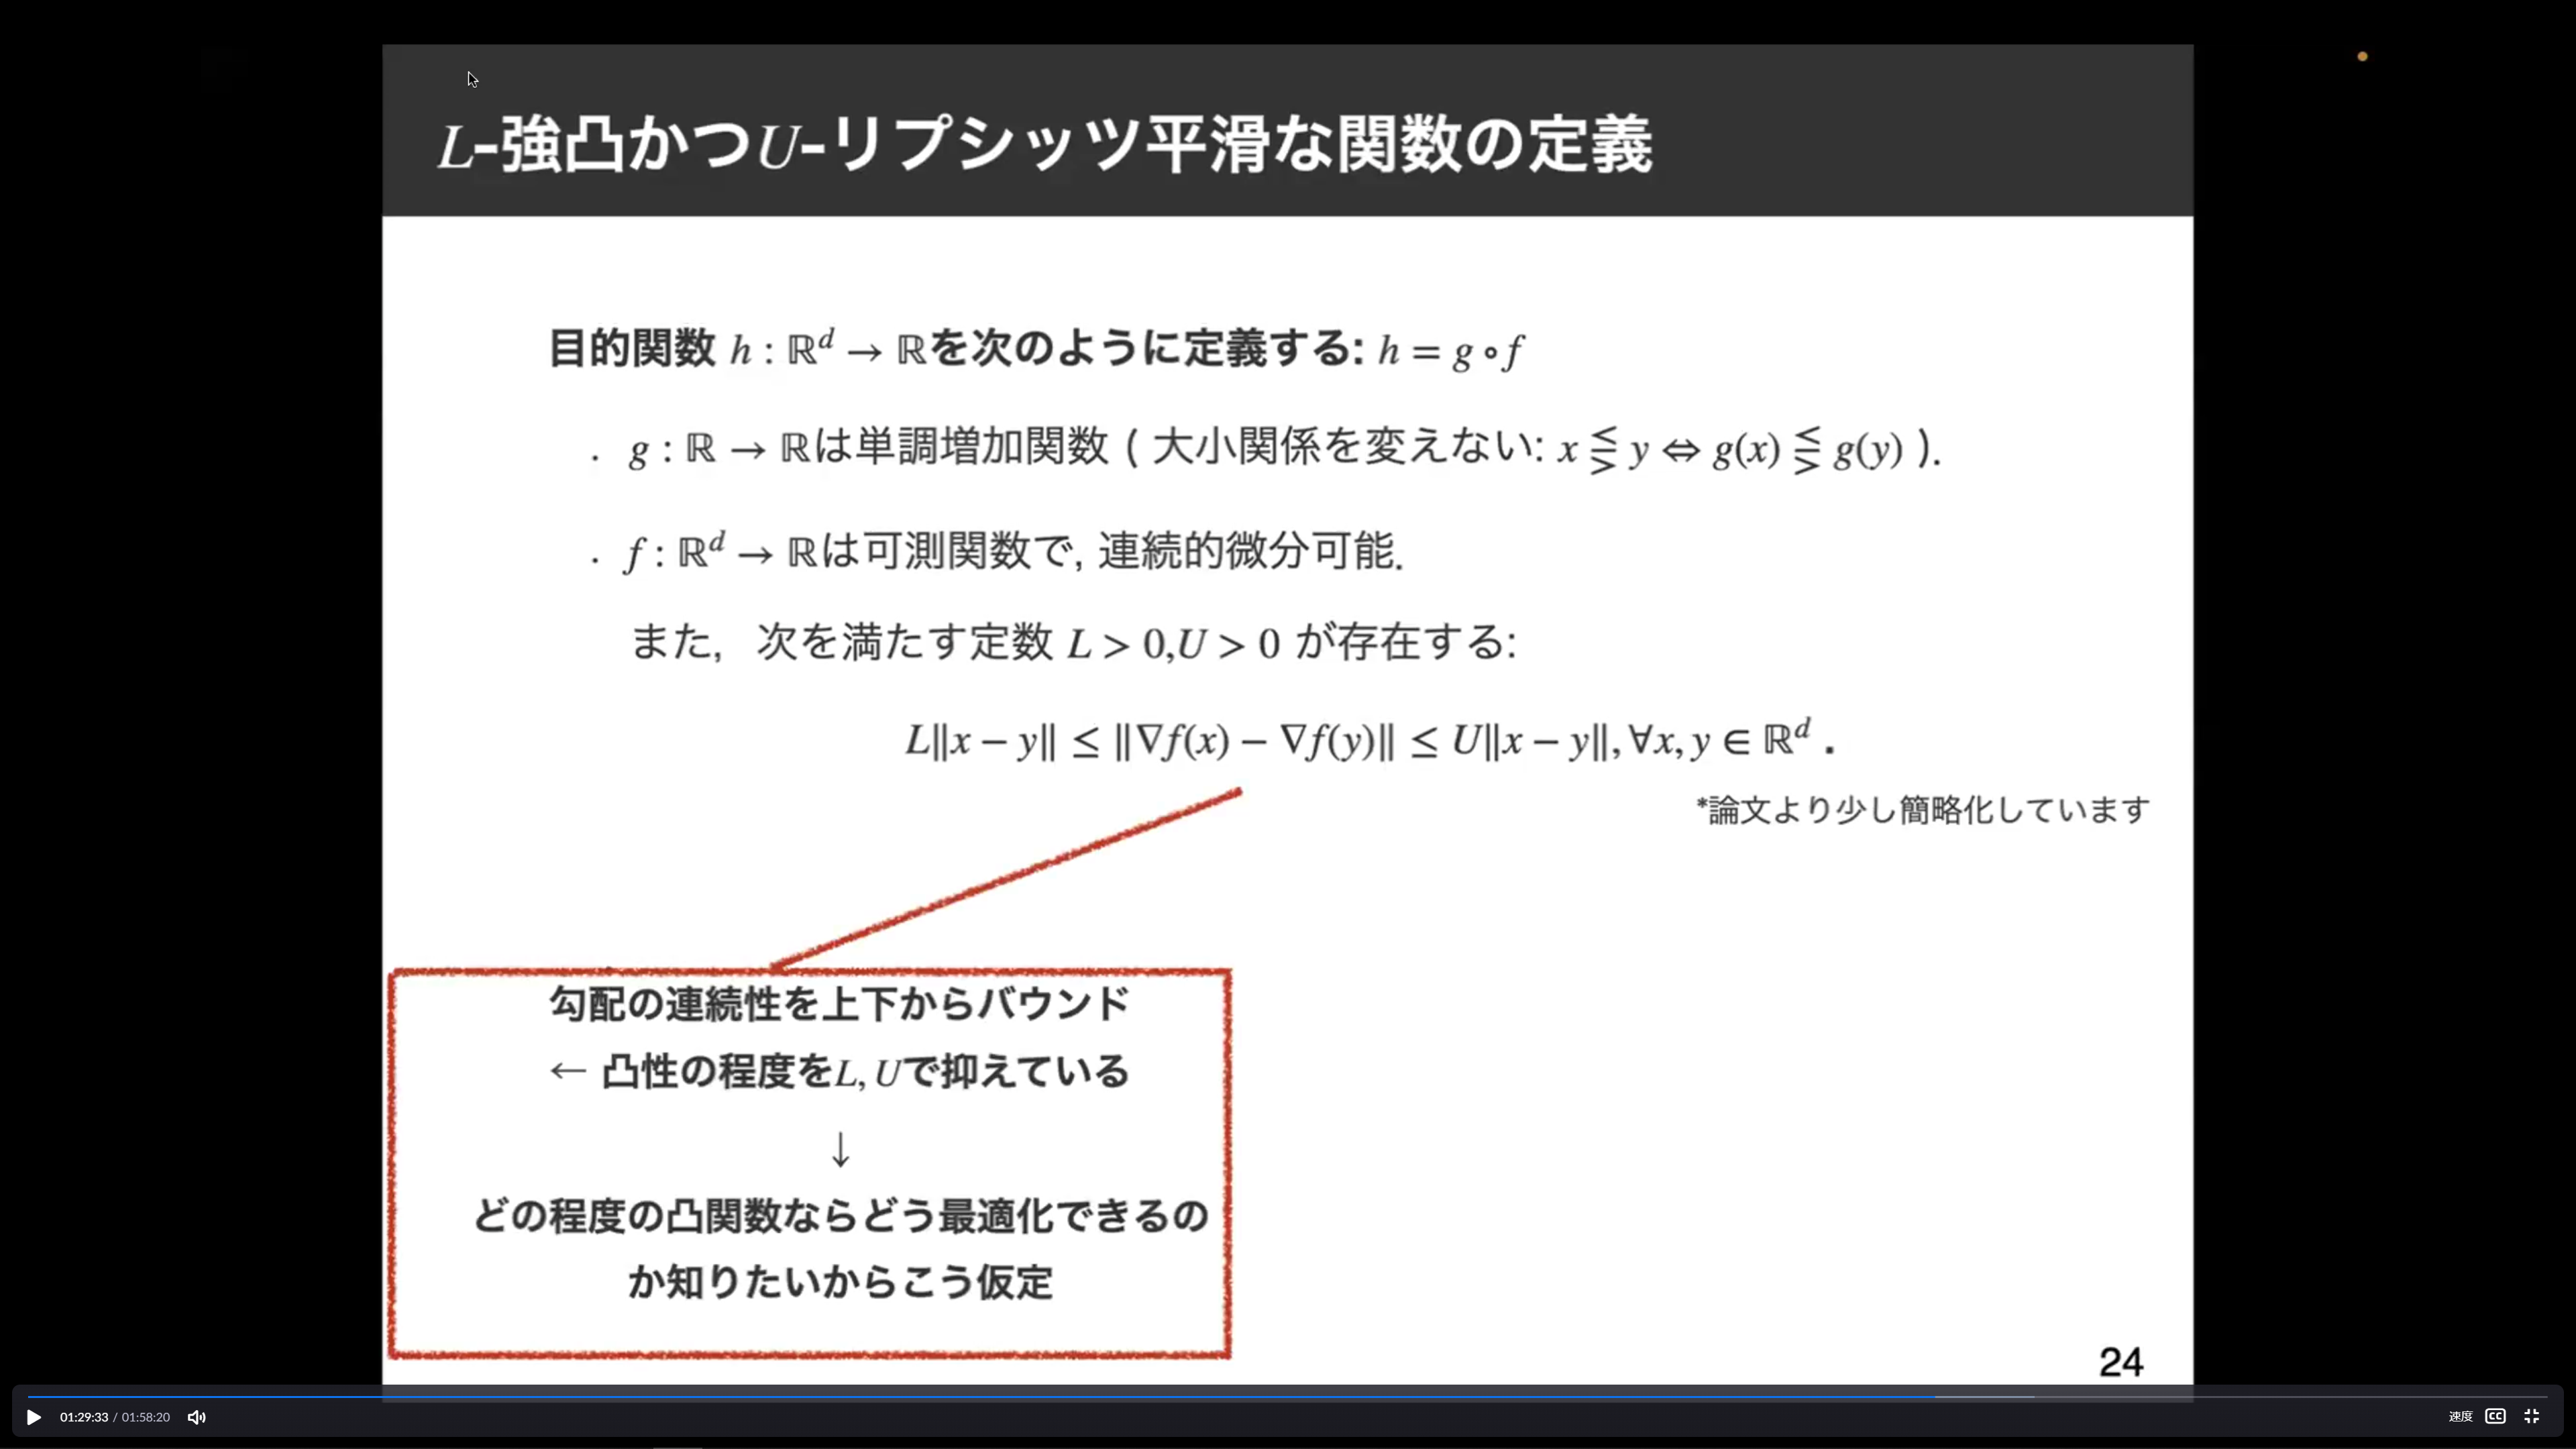 L-強凸かつU-リプシッツ平滑な関数の定義
目的関数 h : ℝᵈ → ℝを次のように定義する: h = g ∘ f
. g : ℝ → ℝは単調増加関数 ( 大小関係を変えない: x ⋚ y ⇔ g(x) ⋚ g(y) ).
. f : ℝᵈ → ℝは可測関数で, 連続的微分可能.
また, 次を満たす定数 L > 0,U > 0 が存在する:
L‖x − y‖ ≤ ‖∇f(x) − ∇f(y)‖ ≤ U‖x − y‖, ∀x, y ∈ ℝᵈ .
*論文より少し簡略化しています
勾配の連続性を上下からバウンド
← 凸性の程度をL, Uで抑えている
↓
どの程度の凸関数ならどう最適化できるの
か知りたいからこう仮定
24
01:29:33 / 01:58:20 速度 CC